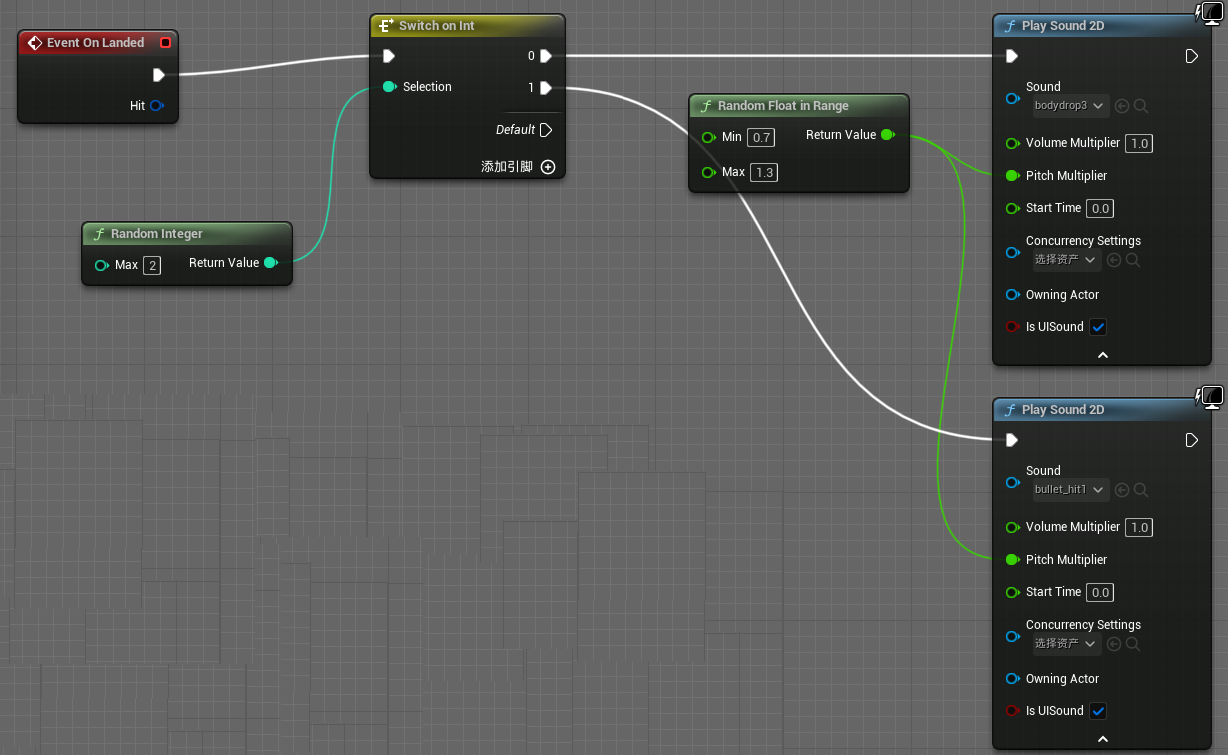 Event On Landed
Hit
Switch on Int
0
Selection
1
Default
添加引脚
Random Integer
Max 2
Return Value
Random Float in Range
Min 0.7
Return Value
Max 1.3
Play Sound 2D
Sound
bodydrop3
Volume Multiplier 1.0
Pitch Multiplier
Start Time 0.0
Concurrency Settings
选择资产
Owning Actor
Is UISound
Play Sound 2D
Sound
bullet_hit1
Volume Multiplier 1.0
Pitch Multiplier
Start Time 0.0
Concurrency Settings
选择资产
Owning Actor
Is UISound